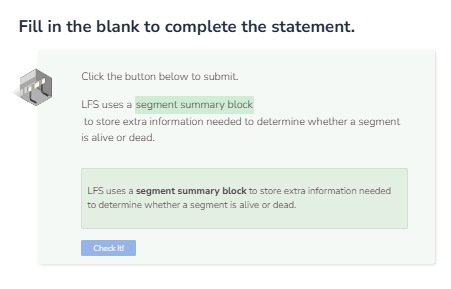 Fill in the blank to complete the statement.
Click the button below to submit.
LFS uses a segment summary block
to store extra information needed to determine whether a segment
is alive or dead.
LFS uses a segment summary block to store extra information needed
to determine whether a segment is alive or dead.
Check It!